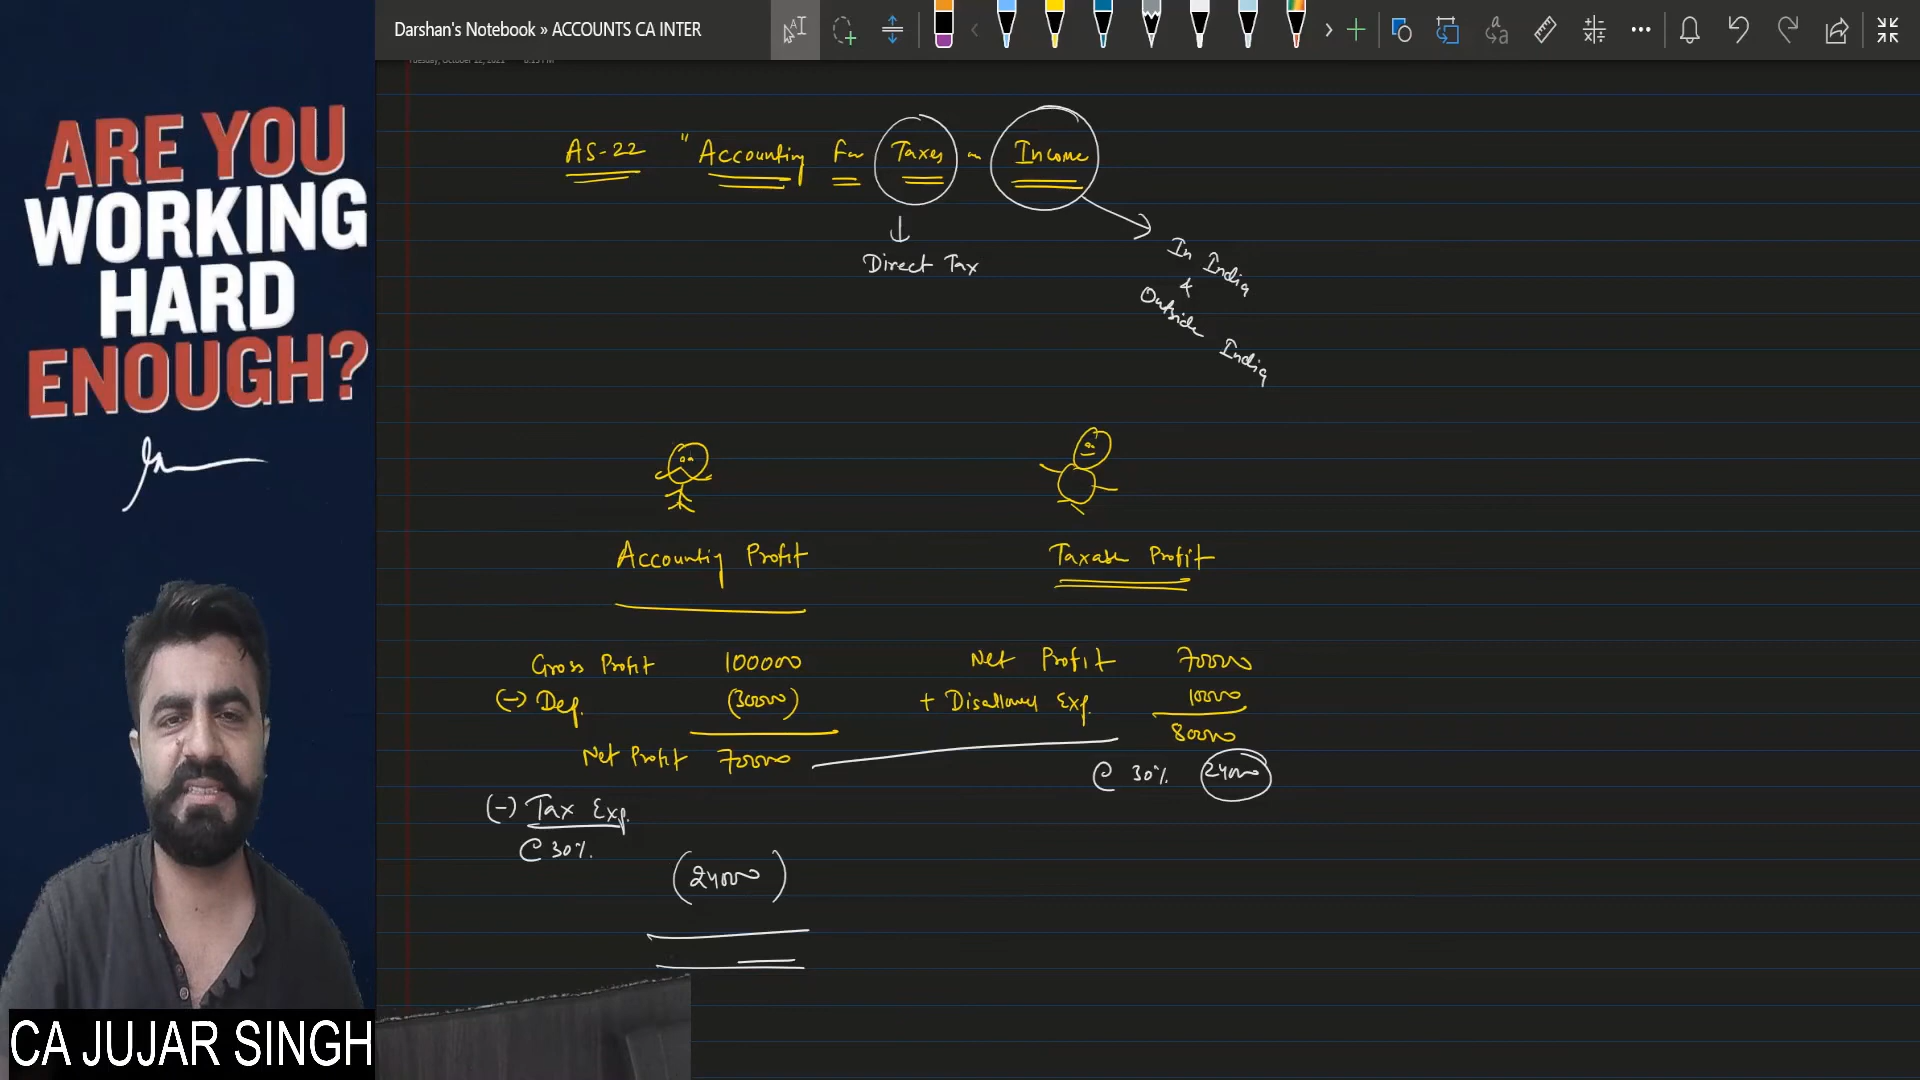 Darshan's Notebook » ACCOUNTS CA INTER
ARE YOU
WORKING
HARD
ENOUGH?
AS-22 "Accounting For Taxes on Income
Direct Tax
In India
&
Outside India
Accounting Profit
Taxable Profit
Gross Profit 100000
(-) Dep. (30000)
Net Profit 70000
(-) Tax Exp.
@ 30%.
(24000)
Net Profit 70000
+ Disallowed Exp. 10000
80000
@ 30% 24000
CA JUJAR SINGH